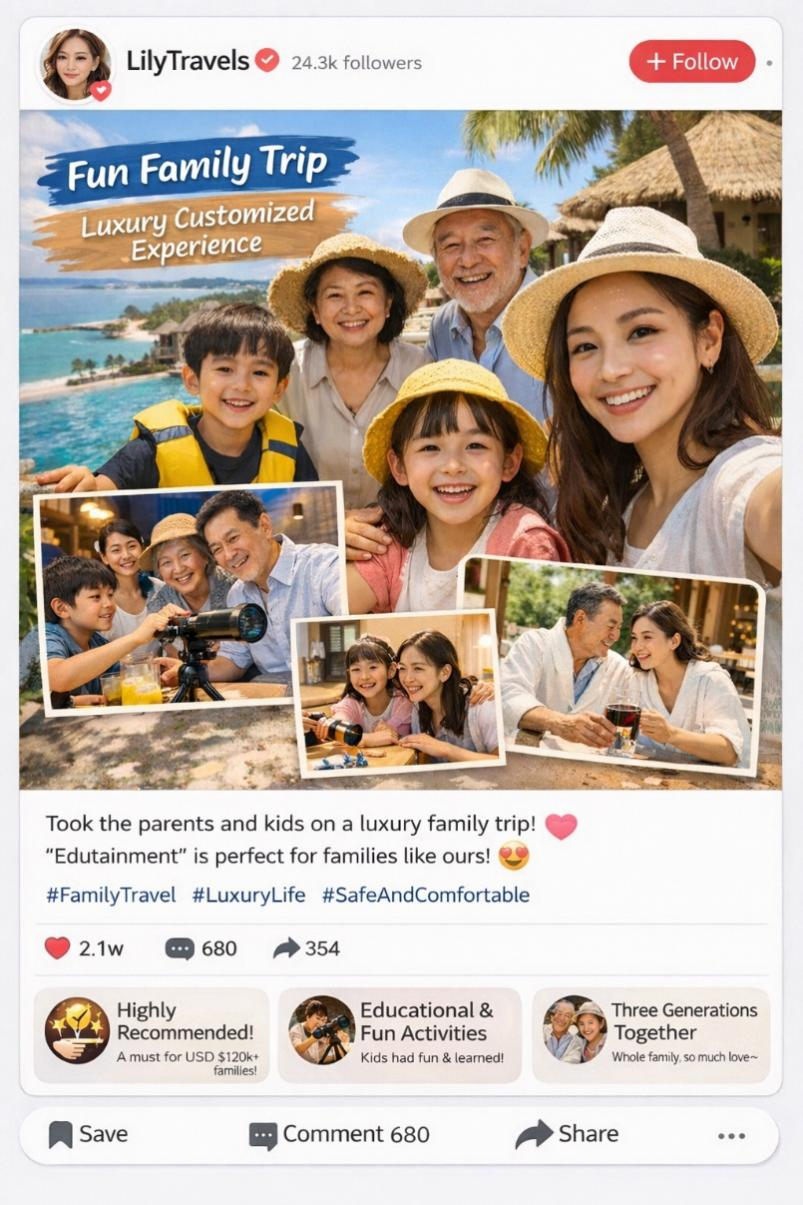 LilyTravels 24.3k followers + Follow
Fun Family Trip
Luxury Customized
Experience
Took the parents and kids on a luxury family trip!
“Edutainment” is perfect for families like ours!
#FamilyTravel #LuxuryLife #SafeAndComfortable
2.1w 680 354
Highly
Recommended!
A must for USD $120k+
families!
Educational &
Fun Activities
Kids had fun & learned!
Three Generations
Together
Whole family, so much love~
Save Comment 680 Share